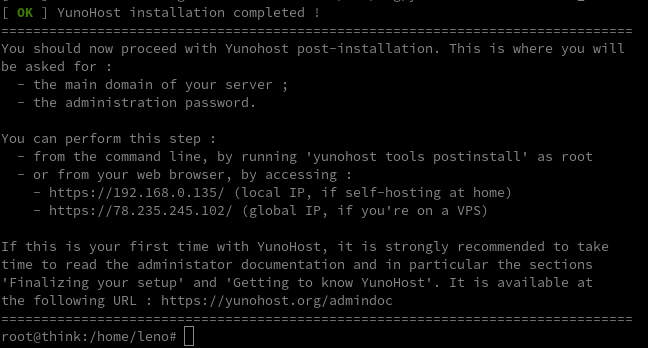 [ OK ] YunoHost installation completed !
===============================================================================
You should now proceed with Yunohost post-installation. This is where you will
be asked for :
  - the main domain of your server ;
  - the administration password.

You can perform this step :
  - from the command line, by running 'yunohost tools postinstall' as root
  - or from your web browser, by accessing :
    - https://192.168.0.135/ (local IP, if self-hosting at home)
    - https://78.235.245.102/ (global IP, if you're on a VPS)

If this is your first time with YunoHost, it is strongly recommended to take
time to read the administator documentation and in particular the sections
'Finalizing your setup' and 'Getting to know YunoHost'. It is available at
the following URL : https://yunohost.org/admindoc
===============================================================================
root@think:/home/leno#